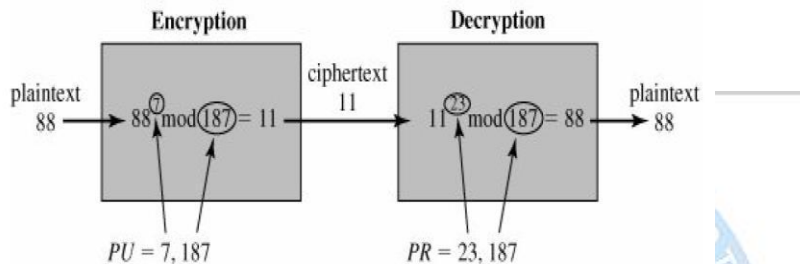 Encryption
plaintext
88
88^7 mod 187 = 11
PU = 7, 187
ciphertext
11
Decryption
11^23 mod 187 = 88
PR = 23, 187
plaintext
88